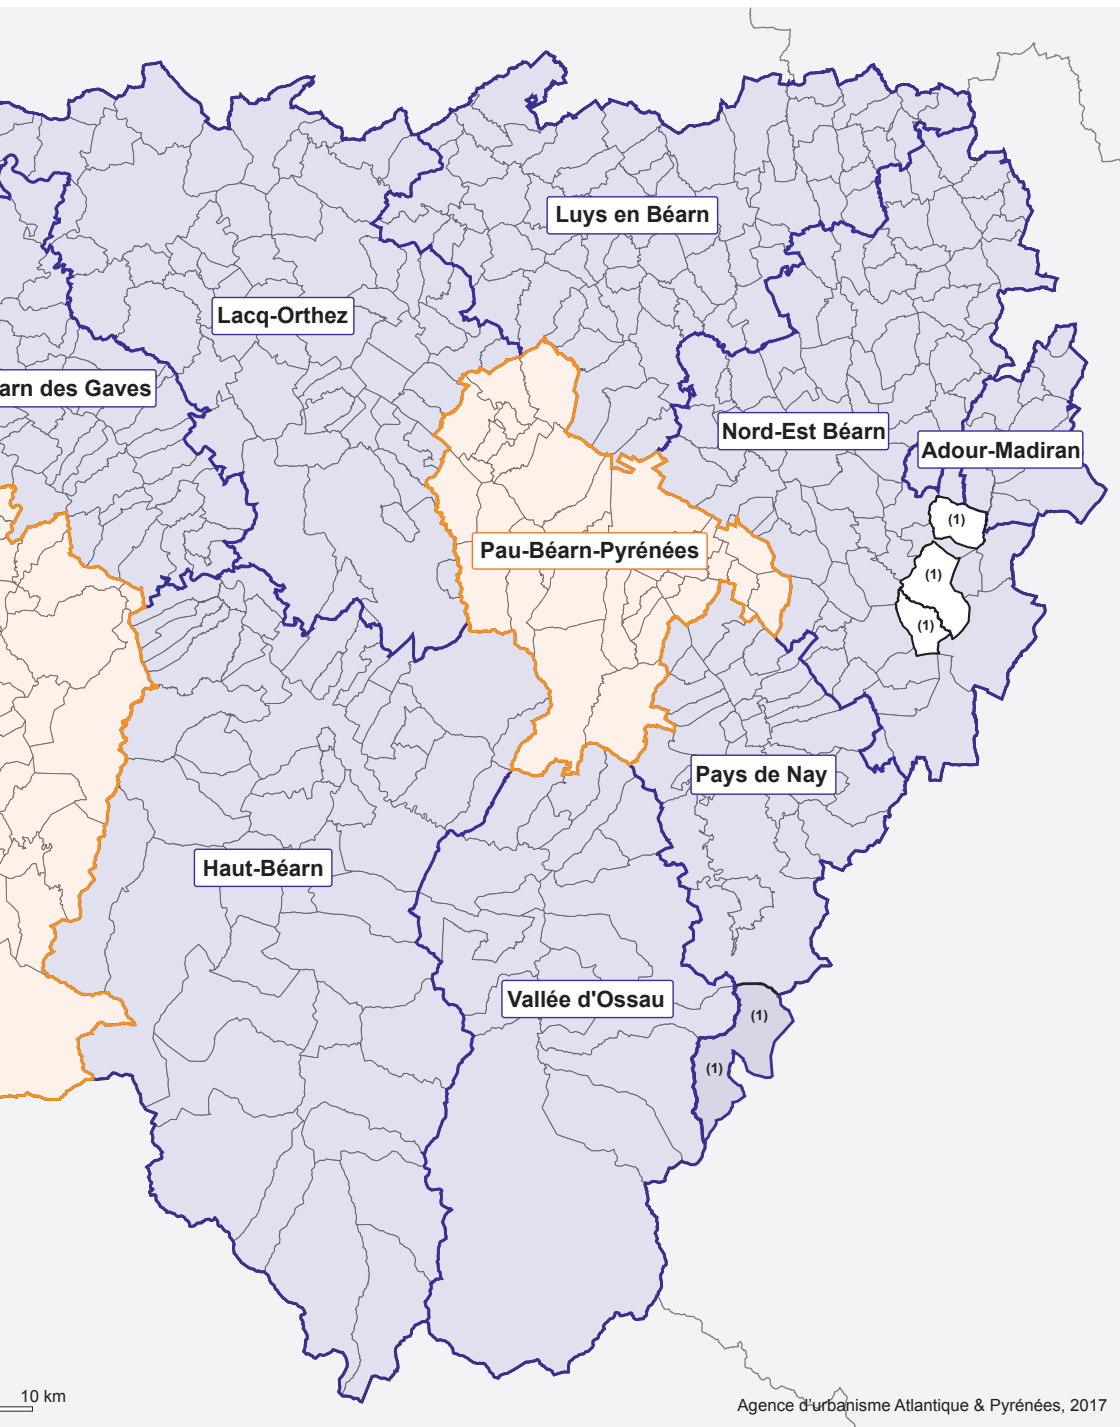 Luys en Béarn
Lacq-Orthez
arn des Gaves
Nord-Est Béarn
Adour-Madiran
(1)
Pau-Béarn-Pyrénées
(1)
(1)
Pays de Nay
Haut-Béarn
Vallée d'Ossau
(1)
(1)
10 km
Agence d'urbanisme Atlantique & Pyrénées, 2017